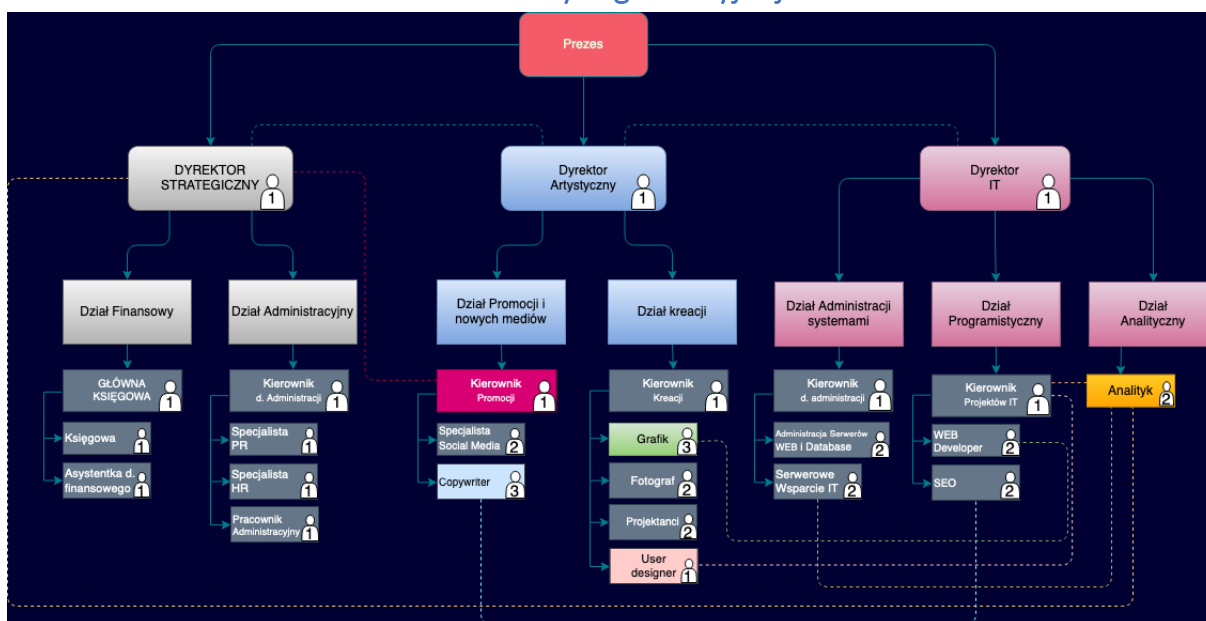 Prezes
DYREKTOR
STRATEGICZNY
1
Dyrektor
Artystyczny
1
Dyrektor
IT
1
Dział Finansowy
Dział Administracyjny
Dział Promocji i
nowych mediów
Dział kreacji
Dział Administracji
systemami
Dział
Programistyczny
Dział
Analityczny
GŁÓWNA
KSIĘGOWA
1
Kierownik
d. Administracji
1
Kierownik
Promocji
1
Kierownik
Kreacji
1
Kierownik
d. administracji
1
Kierownik
Projektów IT
1
Analityk
2
Księgowa
1
Specjalista
PR
1
Specjalista
Social Media
2
Grafik
3
Administracja Serwerów
WEB i Database
2
WEB
Developer
2
Asystentka d.
finansowego
1
Specjalista
HR
1
Copywriter
3
Fotograf
2
Serwerowe
Wsparcie IT
2
SEO
2
Pracownik
Administracyjny
1
Projektanci
2
User
designer
1